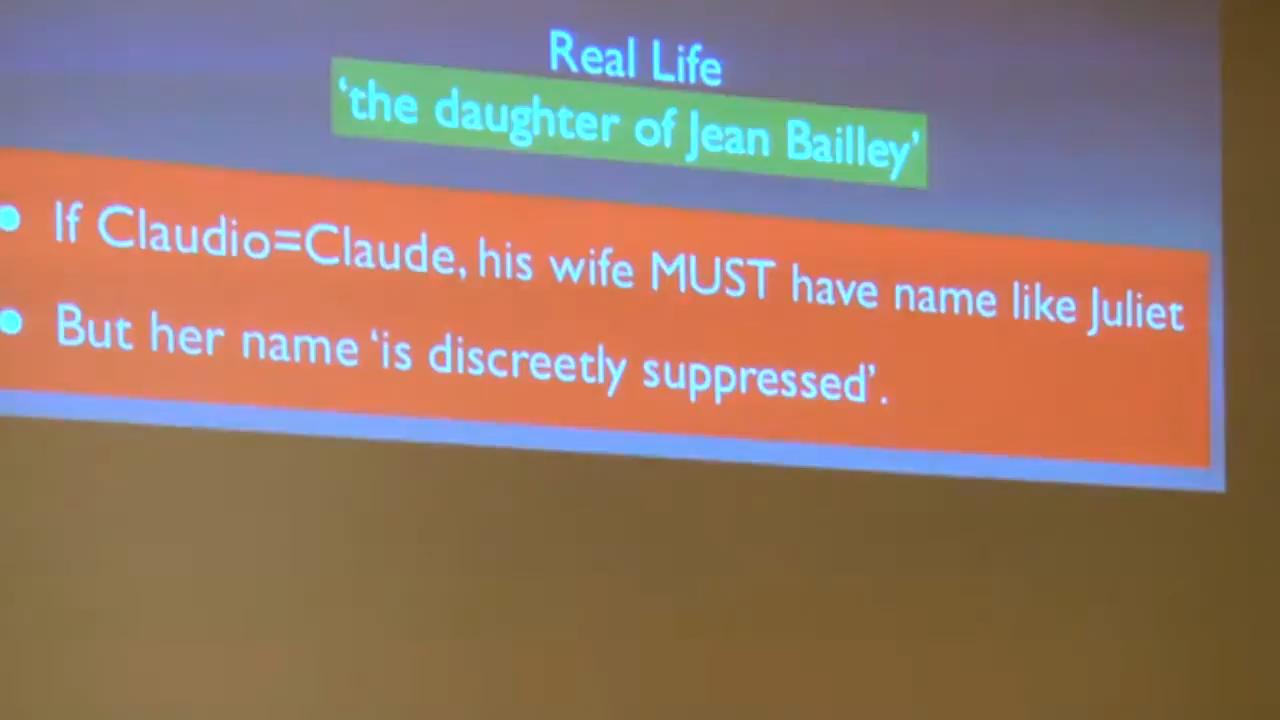 Real Life
‘the daughter of Jean Bailley’
• If Claudio=Claude, his wife MUST have name like Juliet
• But her name ‘is discreetly suppressed’.